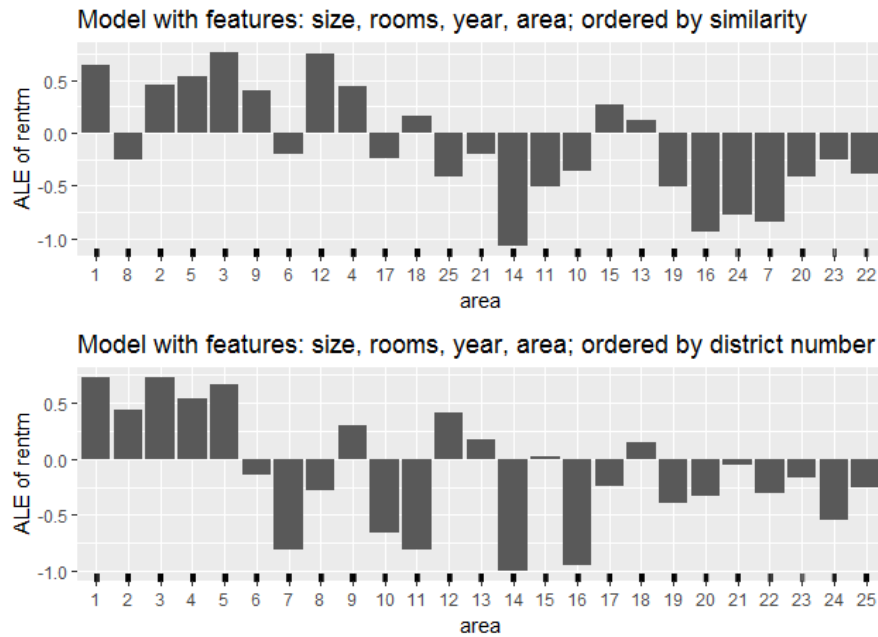 Model with features: size, rooms, year, area; ordered by similarity
ALE of rentm
0.5
0.0
-0.5
-1.0
1 8 2 5 3 9 6 12 4 17 18 25 21 14 11 10 15 13 19 16 24 7 20 23 22
area
Model with features: size, rooms, year, area; ordered by district number
ALE of rentm
0.5
0.0
-0.5
-1.0
1 2 3 4 5 6 7 8 9 10 11 12 13 14 15 16 17 18 19 20 21 22 23 24 25
area